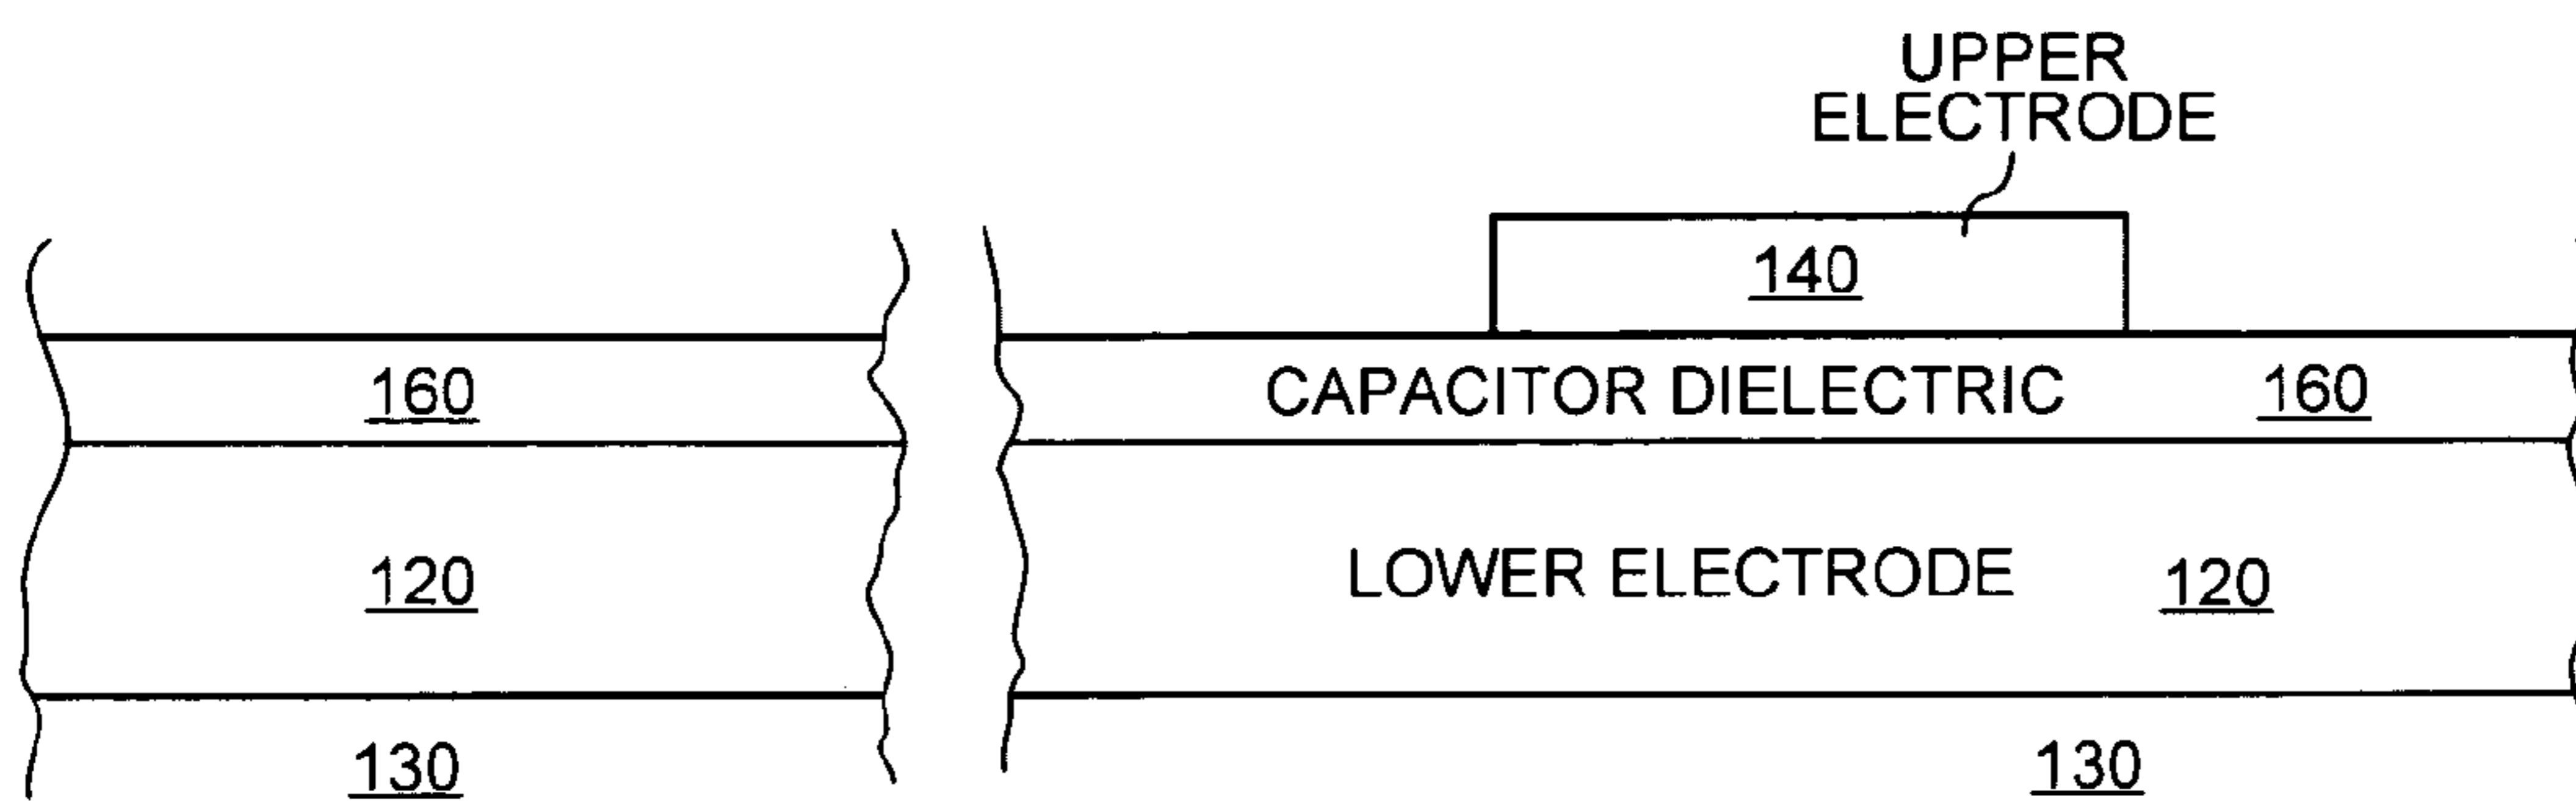 UPPER
ELECTRODE
140
160
CAPACITOR DIELECTRIC 160
120
LOWER ELECTRODE 120
130
130